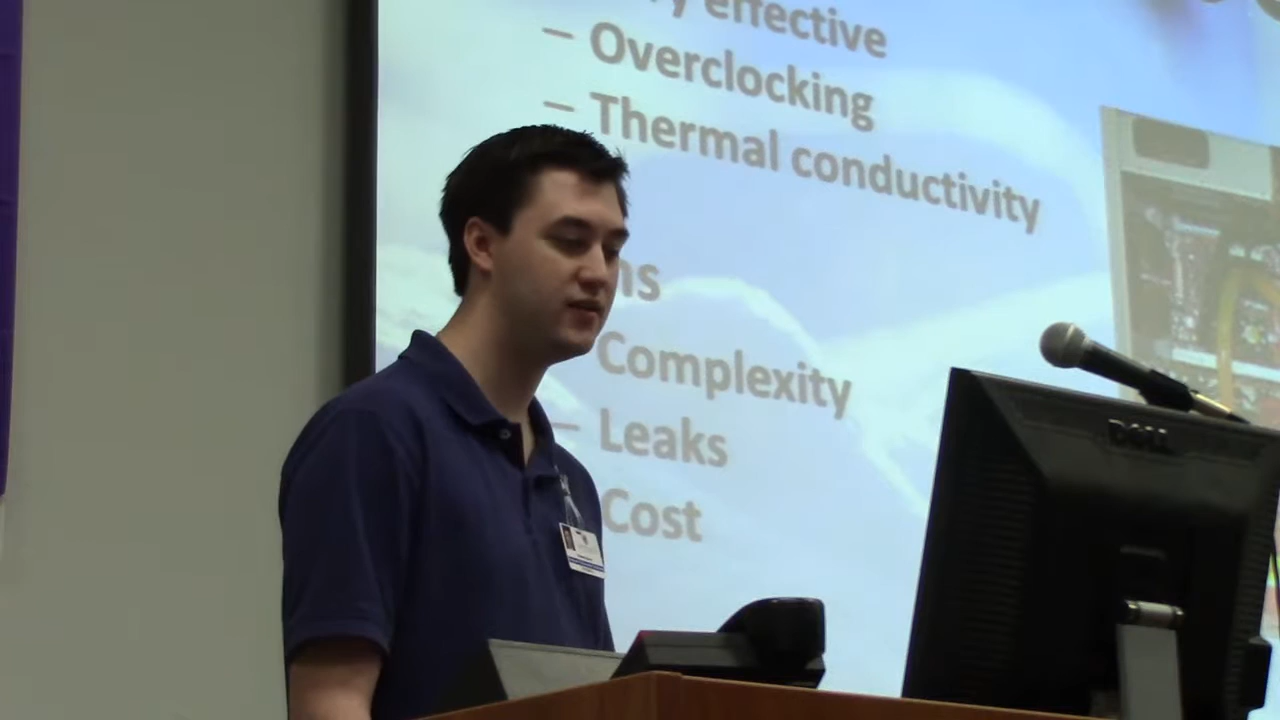 effective
– Overclocking
– Thermal conductivity
ns
Complexity
– Leaks
Cost
DELL